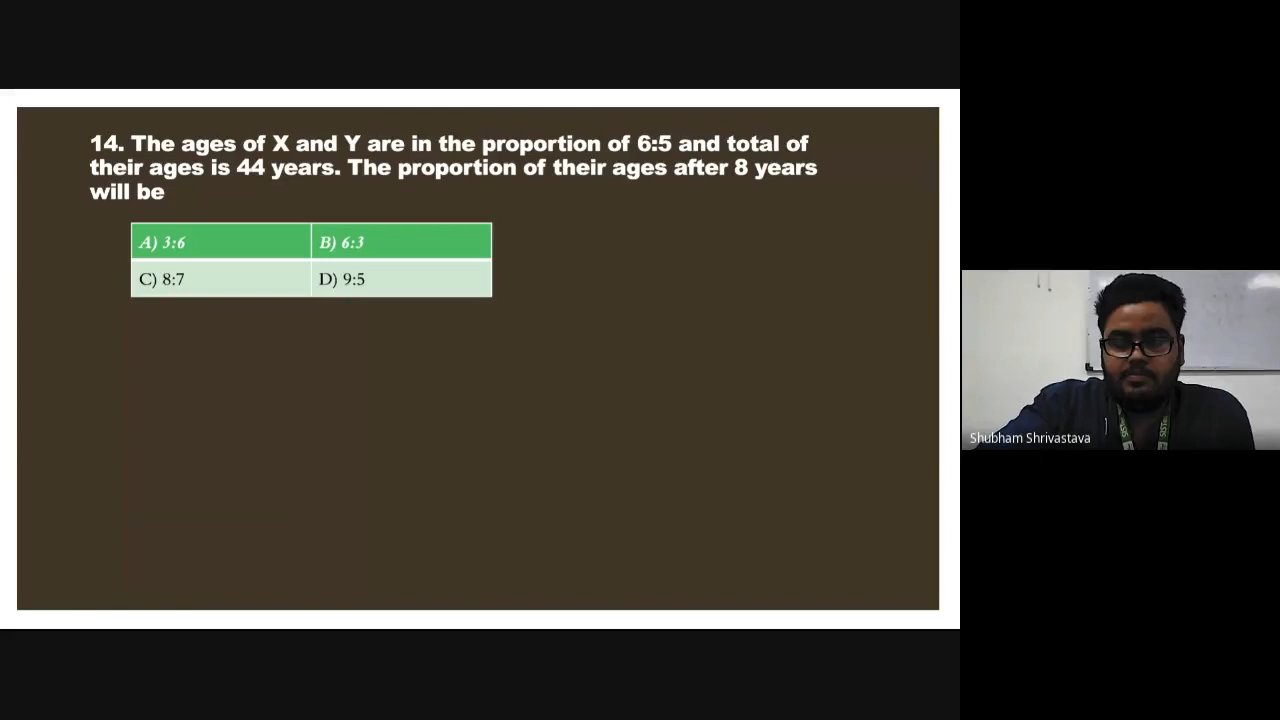 14. The ages of X and Y are in the proportion of 6:5 and total of
their ages is 44 years. The proportion of their ages after 8 years
will be
A) 3:6
B) 6:3
C) 8:7
D) 9:5
Shubham Shrivastava